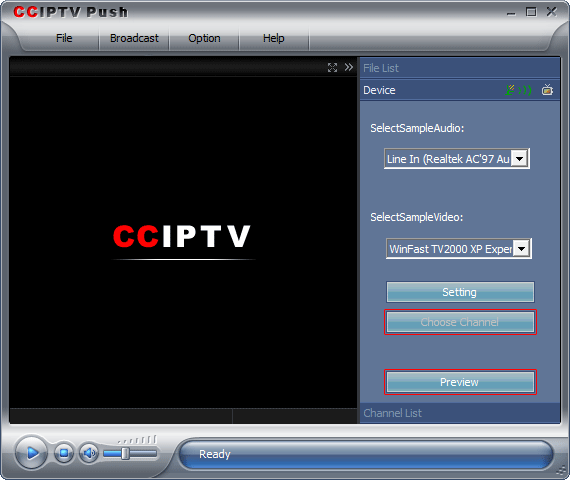 CCIPTV Push
File Broadcast Option Help
File List
Device
SelectSampleAudio:
Line In (Realtek AC'97 Au
SelectSampleVideo:
WinFast TV2000 XP Exper
Setting
Choose Channel
Preview
Channel List
CCIPTV
Ready